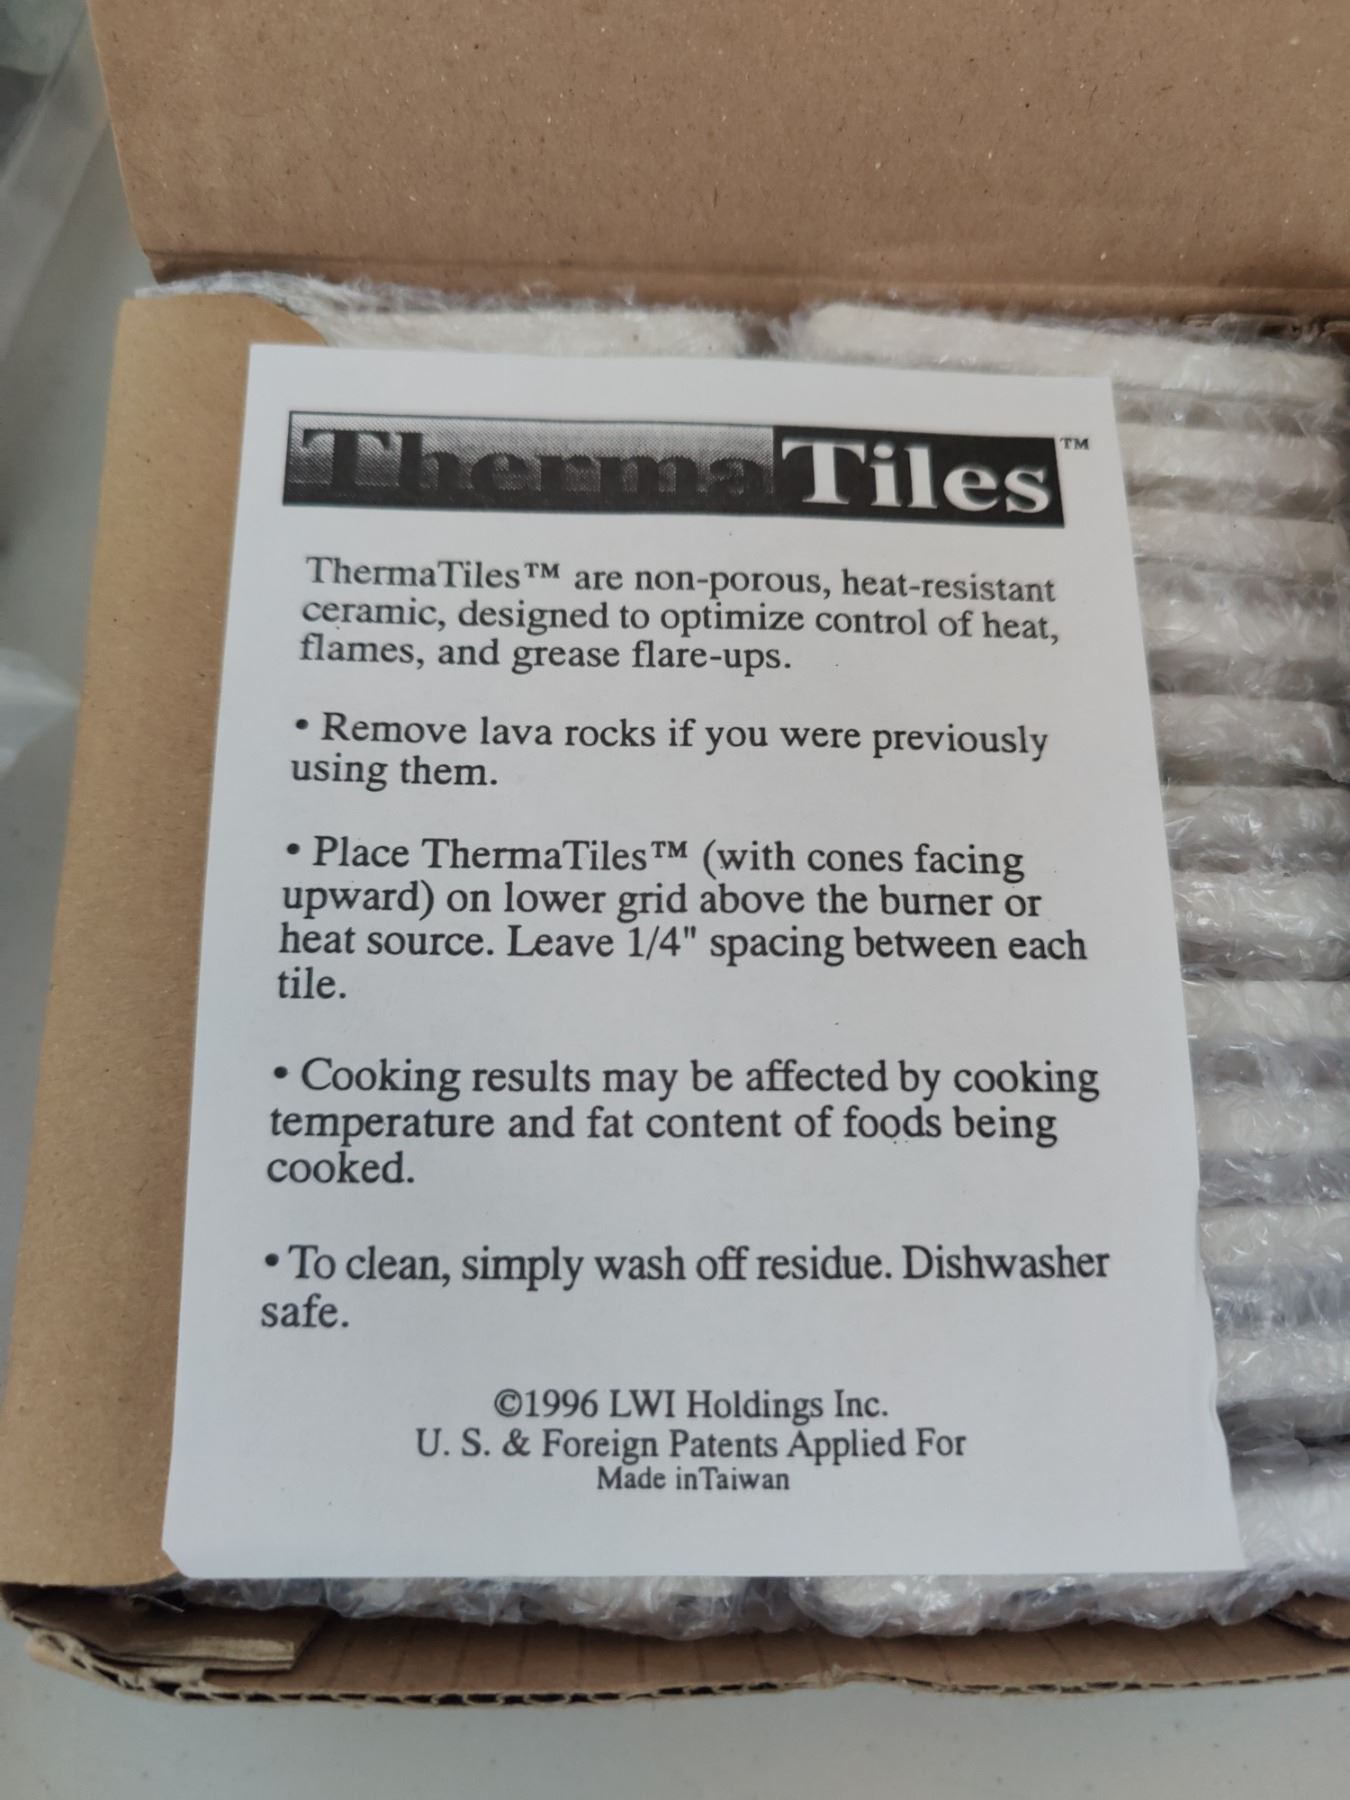 ThermaTiles™
ThermaTiles™ are non-porous, heat-resistant
ceramic, designed to optimize control of heat,
flames, and grease flare-ups.
• Remove lava rocks if you were previously
using them.
• Place ThermaTiles™ (with cones facing
upward) on lower grid above the burner or
heat source. Leave 1/4" spacing between each
tile.
• Cooking results may be affected by cooking
temperature and fat content of foods being
cooked.
• To clean, simply wash off residue. Dishwasher
safe.
©1996 LWI Holdings Inc.
U. S. & Foreign Patents Applied For
Made inTaiwan